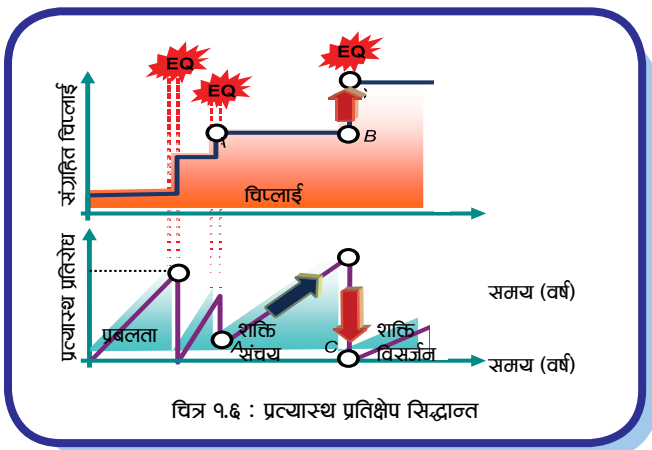 EQ
EQ
EQ
संग्रहित चिप्लाई
A
B
चिप्लाई
प्रत्यास्थ प्रतिरोध
प्रबलता
A
शक्ति
संचय
C
शक्ति
विसर्जन
समय (वर्ष)
समय (वर्ष)
चित्र १.६ : प्रत्यास्थ प्रतिक्षेप सिद्धान्त